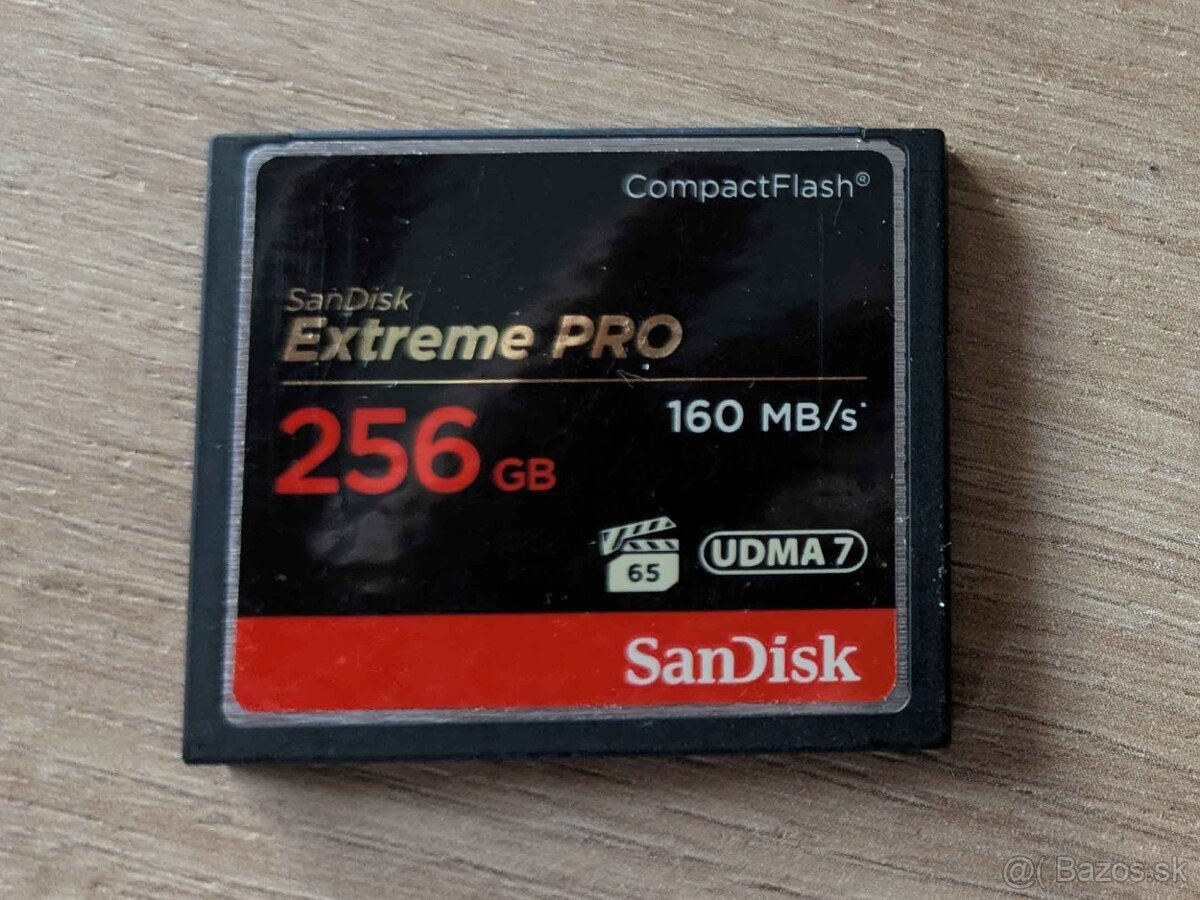 CompactFlash®
SanDisk
Extreme PRO
160 MB/s*
256 GB
65
UDMA 7
SanDisk
@( Bazos.sk